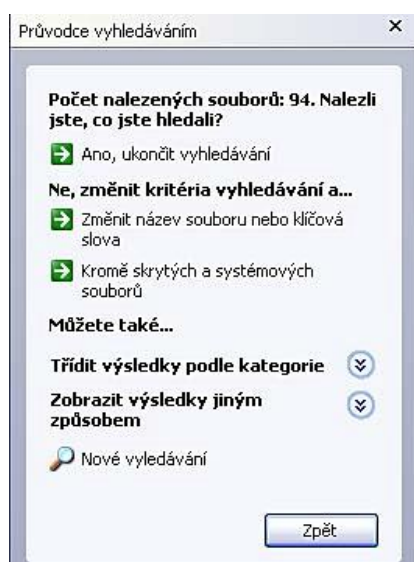 Průvodce vyhledáváním
Počet nalezených souborů: 94. Nalezli
jste, co jste hledali?
Ano, ukončit vyhledávání
Ne, změnit kritéria vyhledávání a...
Změnit název souboru nebo klíčová
slova
Kromě skrytých a systémových
souborů
Můžete také...
Třídit výsledky podle kategorie
Zobrazit výsledky jiným
způsobem
Nové vyledávání
Zpět